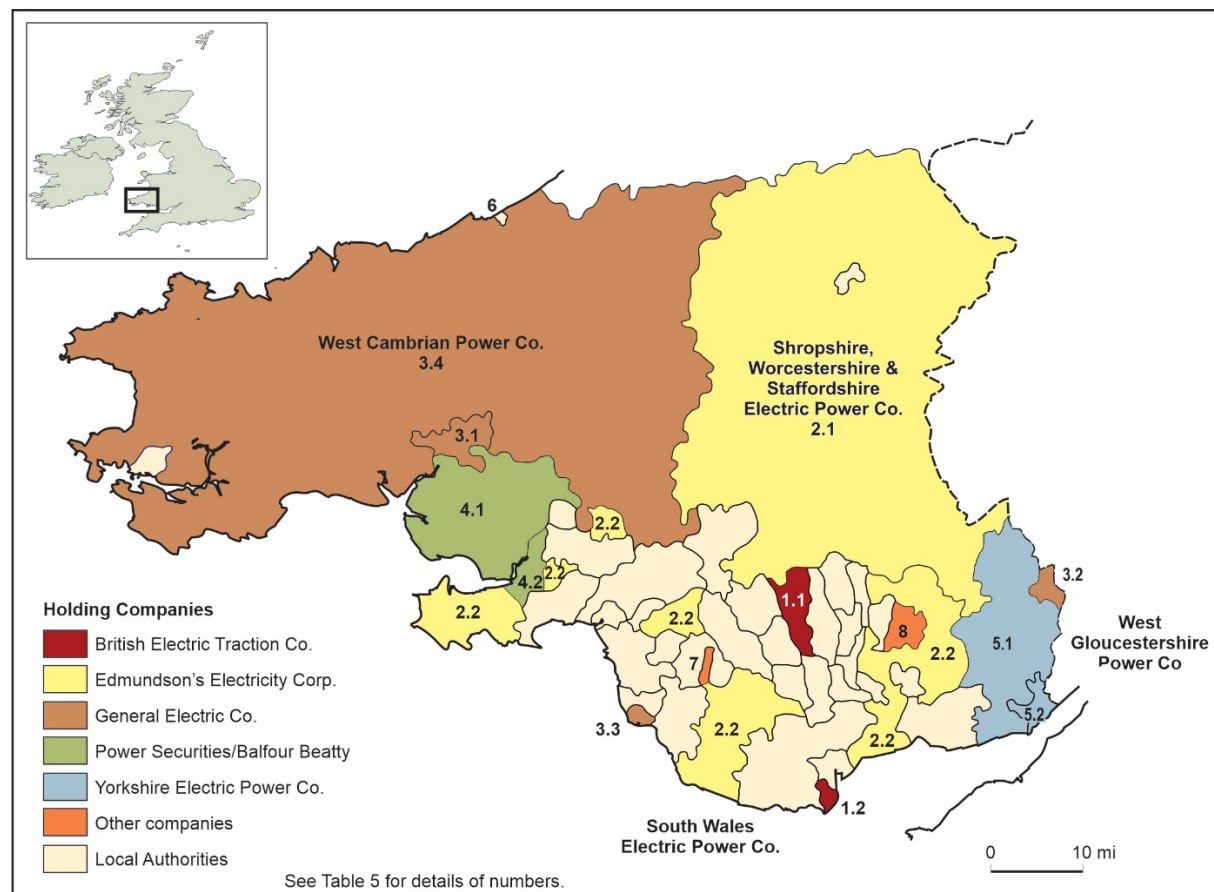 6
West Cambrian Power Co.
3.4
Shropshire,
Worcestershire &
Staffordshire
Electric Power Co.
2.1
3.1
4.1
2.2
4.2
2.2
2.2
2.2
1.1
3.2
8
2.2
5.1
West
Gloucestershire
Power Co
7
5.2
3.3
2.2
2.2
1.2
South Wales
Electric Power Co.
Holding Companies
British Electric Traction Co.
Edmundson's Electricity Corp.
General Electric Co.
Power Securities/Balfour Beatty
Yorkshire Electric Power Co.
Other companies
Local Authorities
See Table 5 for details of numbers.
0 10 mi